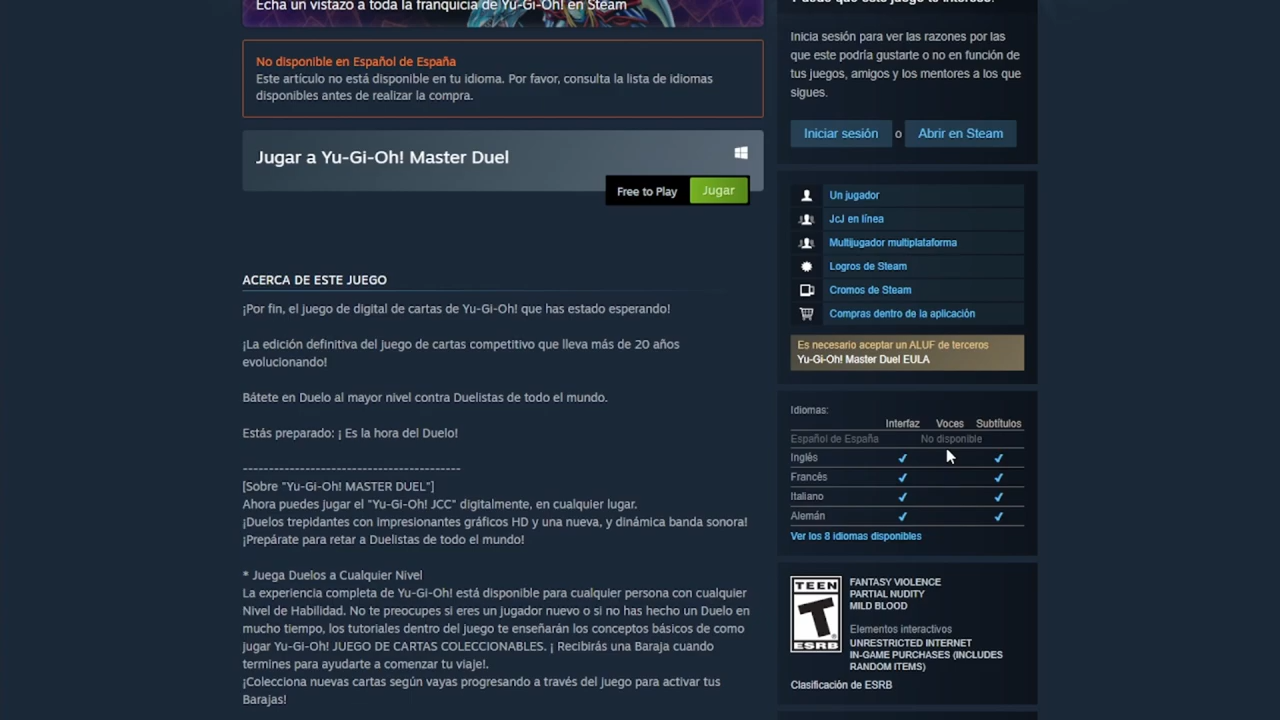 Echa un vistazo a toda la franquicia de Yu-Gi-Oh! en Steam
No disponible en Español de España
Este artículo no está disponible en tu idioma. Por favor, consulta la lista de idiomas
disponibles antes de realizar la compra.
Jugar a Yu-Gi-Oh! Master Duel
Free to Play
Jugar
ACERCA DE ESTE JUEGO
¡Por fin, el juego de digital de cartas de Yu-Gi-Oh! que has estado esperando!
¡La edición definitiva del juego de cartas competitivo que lleva más de 20 años
evolucionando!
Bátete en Duelo al mayor nivel contra Duelistas de todo el mundo.
Estás preparado: ¡ Es la hora del Duelo!
------------------------------------------
[Sobre "Yu-Gi-Oh! MASTER DUEL"]
Ahora puedes jugar el "Yu-Gi-Oh! JCC" digitalmente, en cualquier lugar.
¡Duelos trepidantes con impresionantes gráficos HD y una nueva, y dinámica banda sonora!
¡Prepárate para retar a Duelistas de todo el mundo!
* Juega Duelos a Cualquier Nivel
La experiencia completa de Yu-Gi-Oh! está disponible para cualquier persona con cualquier
Nivel de Habilidad. No te preocupes si eres un jugador nuevo o si no has hecho un Duelo en
mucho tiempo, los tutoriales dentro del juego te enseñarán los conceptos básicos de como
jugar Yu-Gi-Oh! JUEGO DE CARTAS COLECCIONABLES. ¡ Recibirás una Baraja cuando
termines para ayudarte a comenzar tu viaje!.
¡Colecciona nuevas cartas según vayas progresando a través del juego para activar tus
Barajas!
Inicia sesión para ver las razones por las
que este podría gustarte o no en función de
tus juegos, amigos y los mentores a los que
sigues.
Iniciar sesión o Abrir en Steam
Un jugador
JcJ en línea
Multijugador multiplataforma
Logros de Steam
Cromos de Steam
Compras dentro de la aplicación
Es necesario aceptar un ALUF de terceros
Yu-Gi-Oh! Master Duel EULA
Idiomas:
Interfaz Voces Subtítulos
Español de España No disponible
Inglés ✔ ✔
Francés ✔ ✔
Italiano ✔ ✔
Alemán ✔ ✔
Ver los 8 idiomas disponibles
TEEN
T
ESRB
FANTASY VIOLENCE
PARTIAL NUDITY
MILD BLOOD
Elementos interactivos
UNRESTRICTED INTERNET
IN-GAME PURCHASES (INCLUDES
RANDOM ITEMS)
Clasificación de ESRB